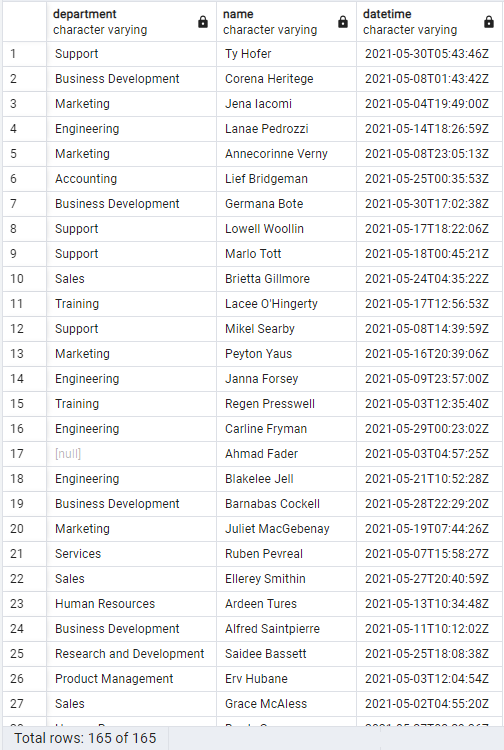 department name datetime
character varying character varying character varying
1 Support Ty Hofer 2021-05-30T05:43:46Z
2 Business Development Corena Heritege 2021-05-08T01:43:42Z
3 Marketing Jena Iacomi 2021-05-04T19:49:00Z
4 Engineering Lanae Pedrozzi 2021-05-14T18:26:59Z
5 Marketing Annecorinne Verny 2021-05-08T23:05:13Z
6 Accounting Lief Bridgeman 2021-05-25T00:35:53Z
7 Business Development Germana Bote 2021-05-30T17:02:38Z
8 Support Lowell Woollin 2021-05-17T18:22:06Z
9 Support Marlo Tott 2021-05-18T00:45:21Z
10 Sales Brietta Gillmore 2021-05-24T04:35:22Z
11 Training Lacee O'Hingerty 2021-05-17T12:56:53Z
12 Support Mikel Searby 2021-05-08T14:39:59Z
13 Marketing Peyton Yaus 2021-05-16T20:39:06Z
14 Engineering Janna Forsey 2021-05-09T23:57:00Z
15 Training Regen Presswell 2021-05-03T12:35:40Z
16 Engineering Carline Fryman 2021-05-29T00:23:02Z
17 [null] Ahmad Fader 2021-05-03T04:57:25Z
18 Engineering Blakelee Jell 2021-05-21T10:52:28Z
19 Business Development Barnabas Cockell 2021-05-28T22:29:20Z
20 Marketing Juliet MacGebenay 2021-05-19T07:44:26Z
21 Services Ruben Pevreal 2021-05-07T15:58:27Z
22 Sales Ellerey Smithin 2021-05-27T20:40:59Z
23 Human Resources Ardeen Tures 2021-05-13T10:34:48Z
24 Business Development Alfred Saintpierre 2021-05-11T10:12:02Z
25 Research and Development Saidee Bassett 2021-05-25T18:08:38Z
26 Product Management Erv Hubane 2021-05-03T12:04:54Z
27 Sales Grace McAless 2021-05-02T04:55:20Z
Total rows: 165 of 165